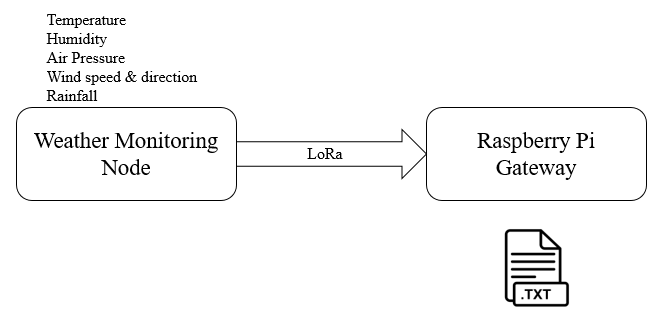 Temperature
Humidity
Air Pressure
Wind speed & direction
Rainfall
Weather Monitoring
Node
LoRa
Raspberry Pi
Gateway
.TXT